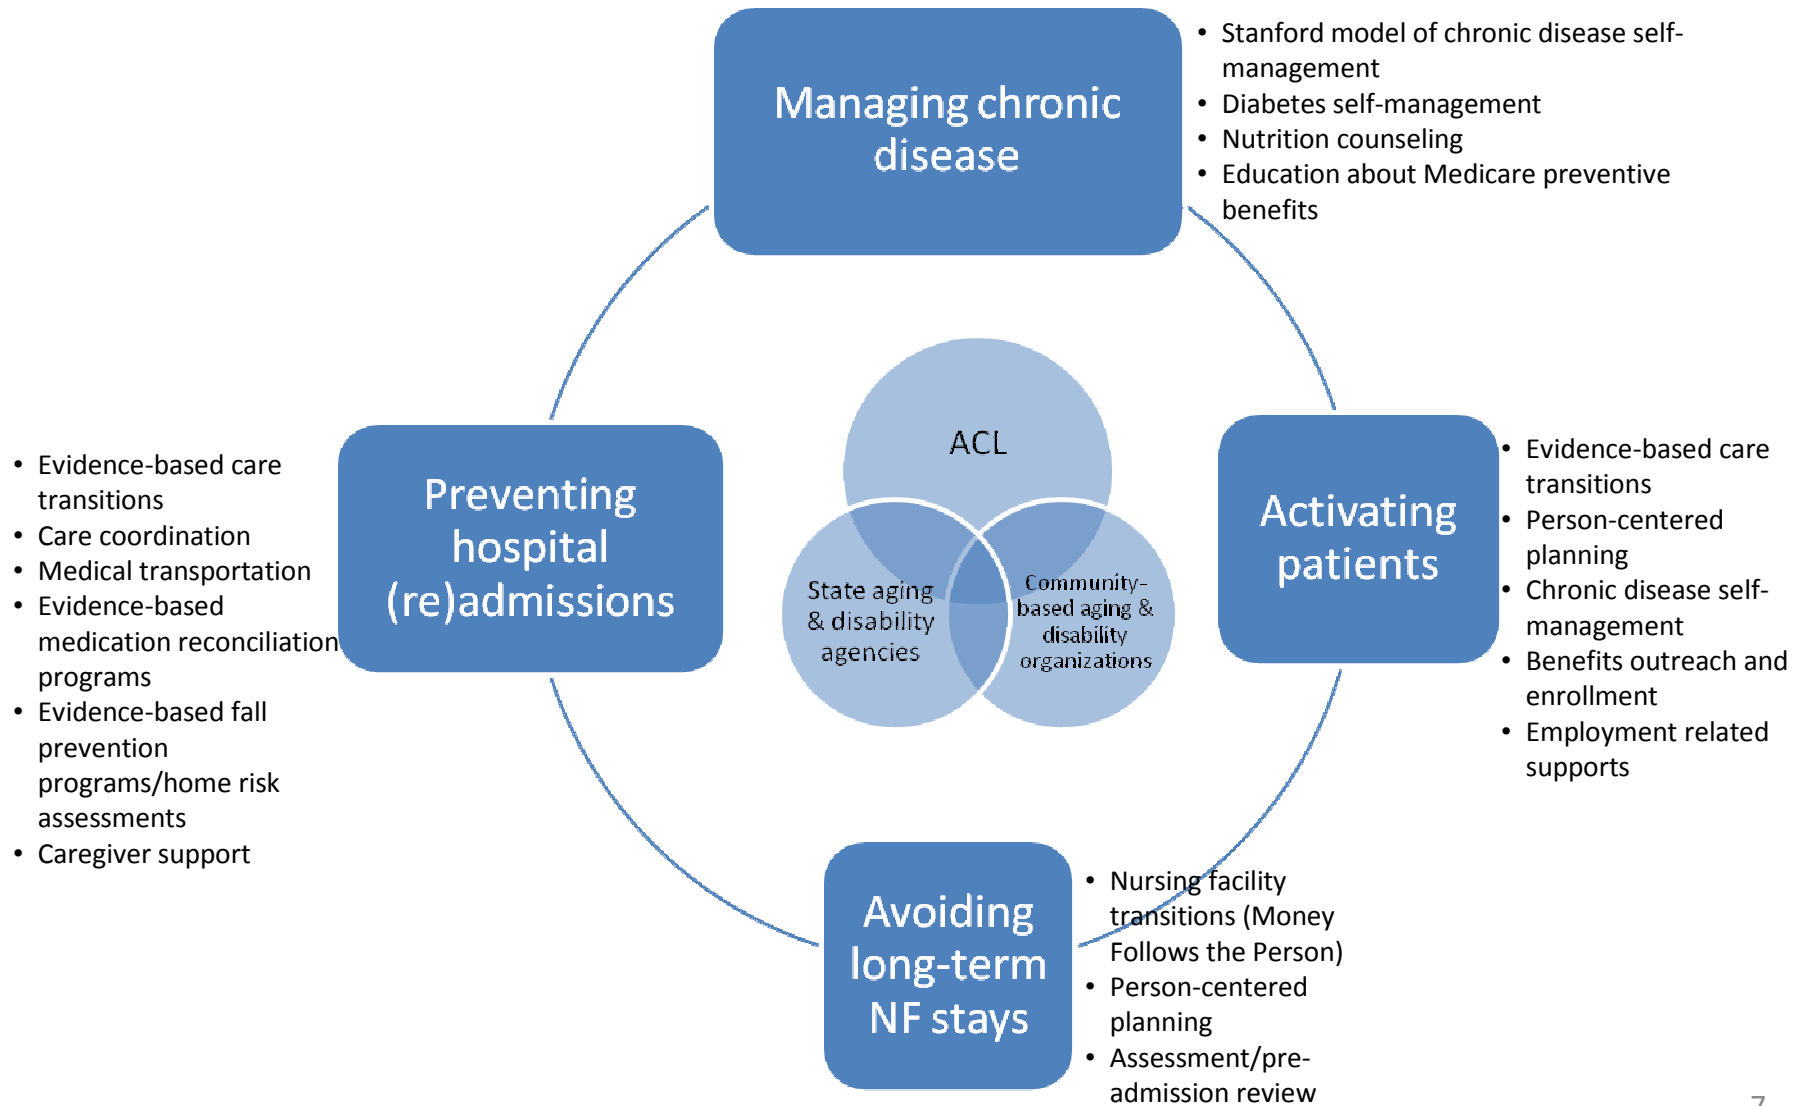 Managing chronic
disease
• Stanford model of chronic disease self-
management
• Diabetes self-management
• Nutrition counseling
• Education about Medicare preventive
benefits
• Evidence-based care
transitions
• Care coordination
• Medical transportation
• Evidence-based
medication reconciliation
programs
• Evidence-based fall
prevention
programs/home risk
assessments
• Caregiver support
Preventing
hospital
(re)admissions
ACL
State aging
& disability
agencies
Community-
based aging &
disability
organizations
Activating
patients
• Evidence-based care
transitions
• Person-centered
planning
• Chronic disease self-
management
• Benefits outreach and
enrollment
• Employment related
supports
Avoiding
long-term
NF stays
• Nursing facility
transitions (Money
Follows the Person)
• Person-centered
planning
• Assessment/pre-
admission review
7